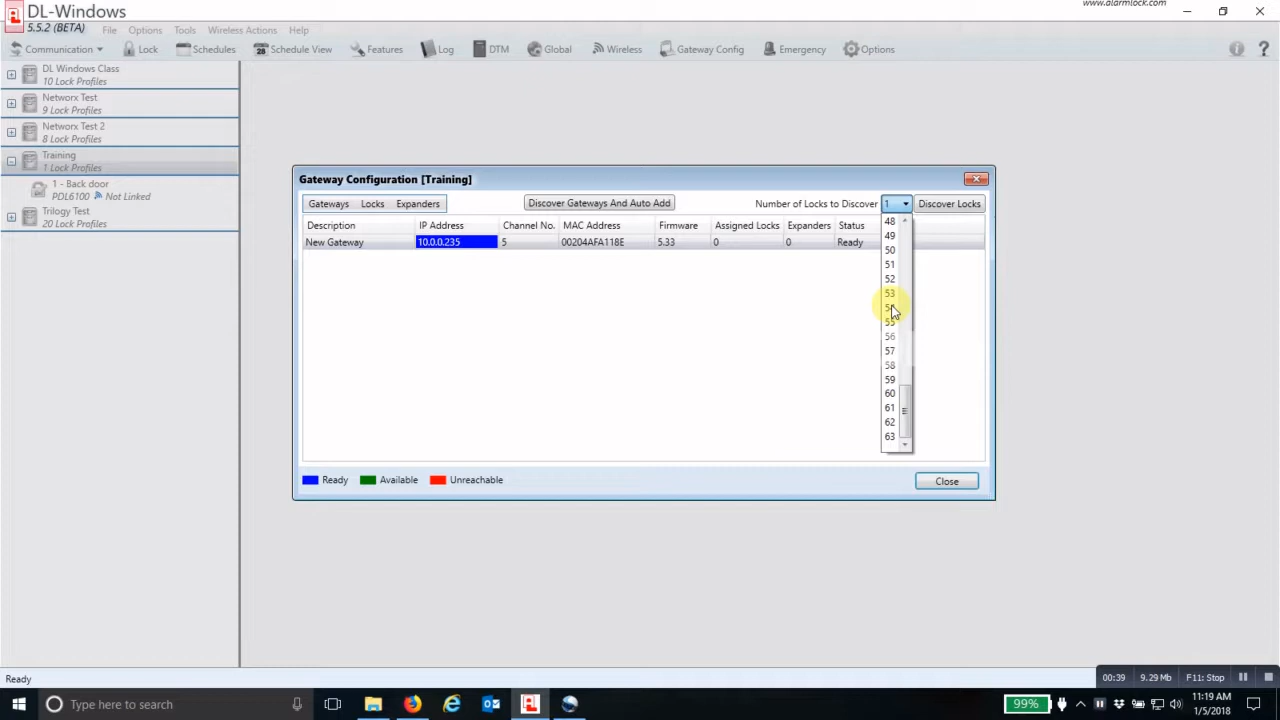 DL-Windows
www.alarmlock.com
5.5.2 (BETA) File Options Tools Wireless Actions Help
Communication Lock Schedules 28 Schedule View Features Log DTM Global Wireless Gateway Config Emergency Options
DL Windows Class
10 Lock Profiles
Networx Test
9 Lock Profiles
Networx Test 2
8 Lock Profiles
Training
1 Lock Profiles
1 - Back door
PDL6100 Not Linked
Trilogy Test
20 Lock Profiles
Gateway Configuration [Training]
Gateways Locks Expanders Discover Gateways And Auto Add Number of Locks to Discover 1 Discover Locks
Description IP Address Channel No. MAC Address Firmware Assigned Locks Expanders Status
New Gateway 10.0.0.235 5 00204AFA118E 5.33 0 0 Ready
48
49
50
51
52
53
55
56
57
58
59
60
61
62
63
Ready Available Unreachable
Close
Ready
00:39 9.29 Mb F11: Stop
Type here to search
99%
11:19 AM
1/5/2018